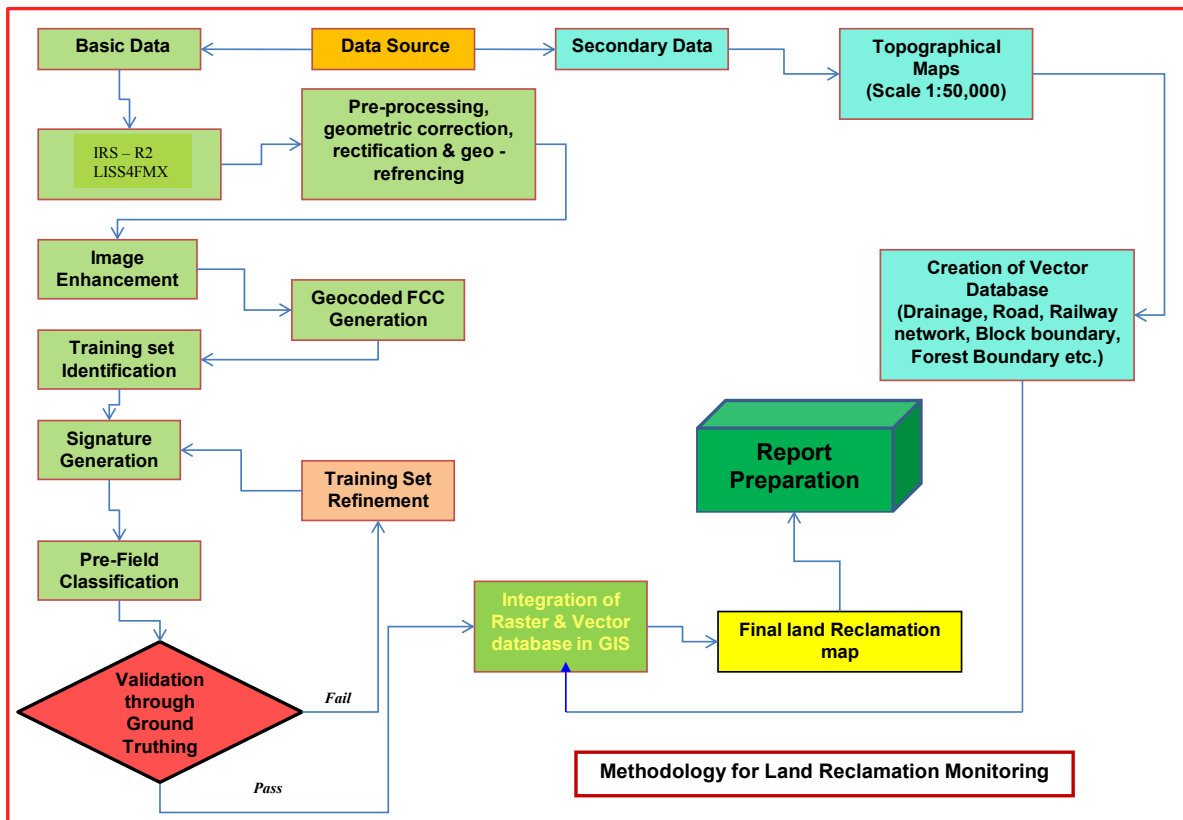 Basic Data
Data Source
Secondary Data
Topographical
Maps
(Scale 1:50,000)
IRS – R2
LISS4FMX
Pre-processing,
geometric correction,
rectification & geo -
refrencing
Image
Enhancement
Geocoded FCC
Generation
Creation of Vector
Database
(Drainage, Road, Railway
network, Block boundary,
Forest Boundary etc.)
Training set
Identification
Signature
Generation
Training Set
Refinement
Report
Preparation
Pre-Field
Classification
Integration of
Raster & Vector
database in GIS
Final land Reclamation
map
Validation
through
Ground
Truthing
Fail
Pass
Methodology for Land Reclamation Monitoring